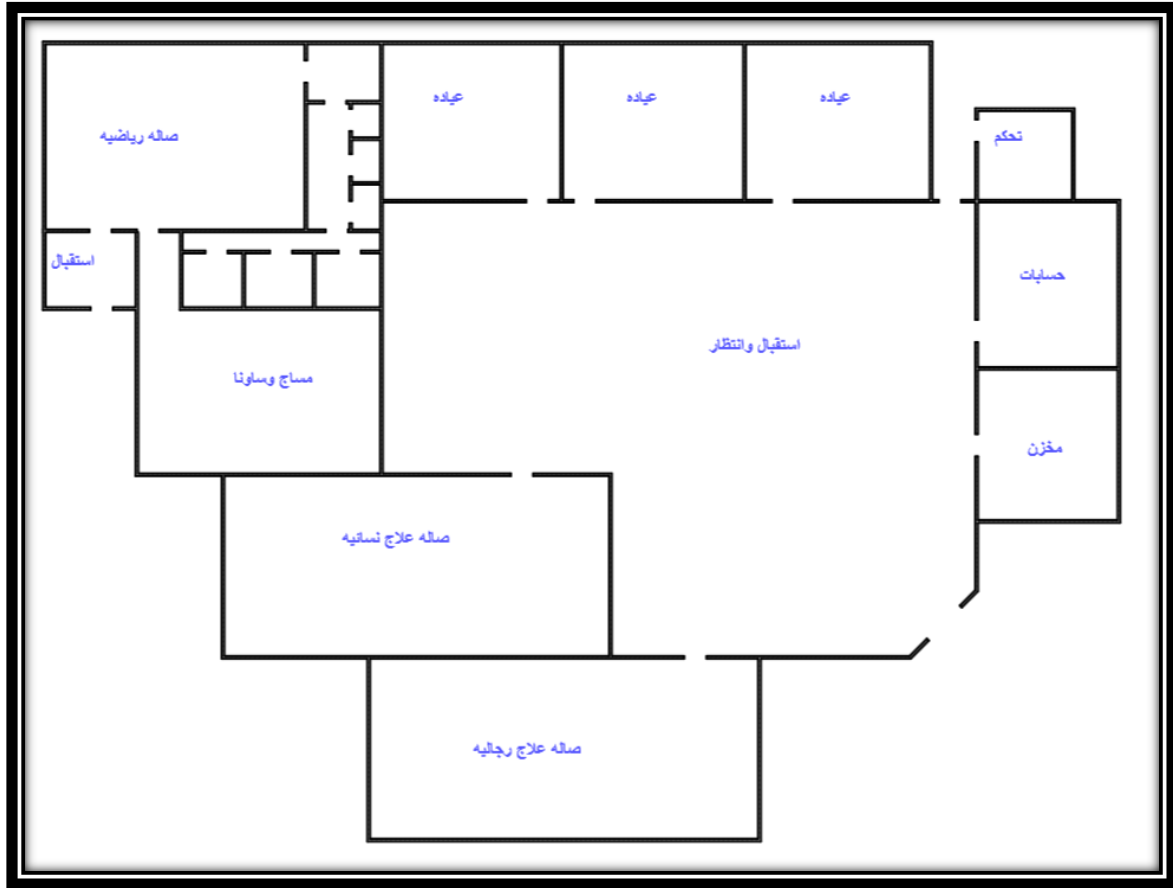 عياده
عياده
عياده
تحكم
صاله رياضيه
استقبال
حسابات
استقبال وانتظار
مساج وساونا
مخزن
صاله علاج نسائيه
صاله علاج رجاليه